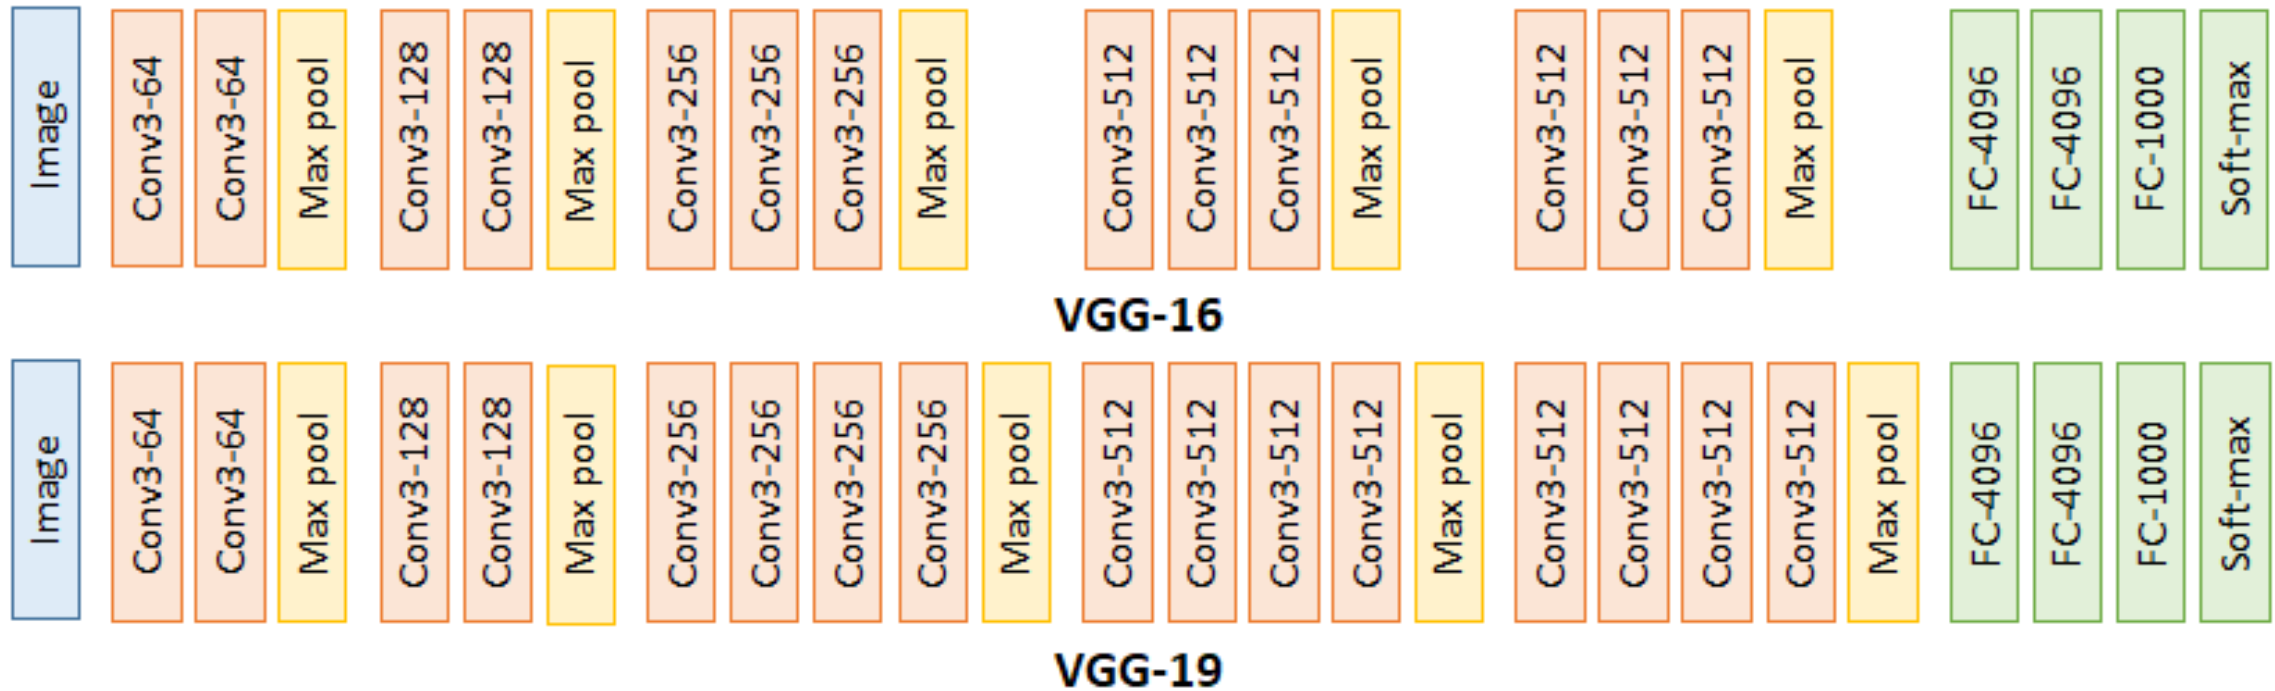 Image
Conv3-64
Conv3-64
Max pool
Conv3-128
Conv3-128
Max pool
Conv3-256
Conv3-256
Conv3-256
Max pool
Conv3-512
Conv3-512
Conv3-512
Max pool
Conv3-512
Conv3-512
Conv3-512
Max pool
FC-4096
FC-4096
FC-1000
Soft-max
VGG-16
Image
Conv3-64
Conv3-64
Max pool
Conv3-128
Conv3-128
Max pool
Conv3-256
Conv3-256
Conv3-256
Conv3-256
Max pool
Conv3-512
Conv3-512
Conv3-512
Conv3-512
Max pool
Conv3-512
Conv3-512
Conv3-512
Conv3-512
Max pool
FC-4096
FC-4096
FC-1000
Soft-max
VGG-19